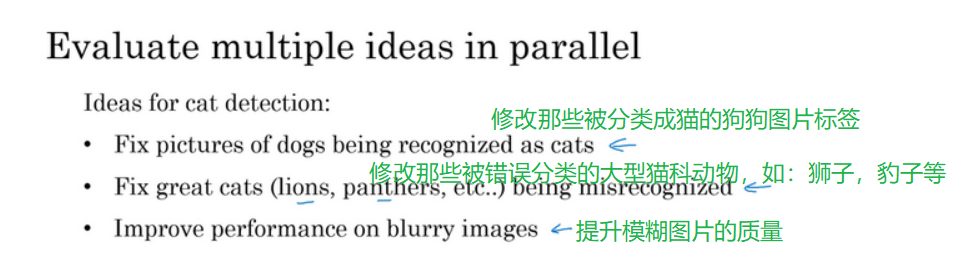 Evaluate multiple ideas in parallel
Ideas for cat detection:
修改那些被分类成猫的狗狗图片标签
• Fix pictures of dogs being recognized as cats
修改那些被错误分类的大型猫科动物，如：狮子，豹子等
• Fix great cats (lions, panthers, etc..) being misrecognized
• Improve performance on blurry images 提升模糊图片的质量